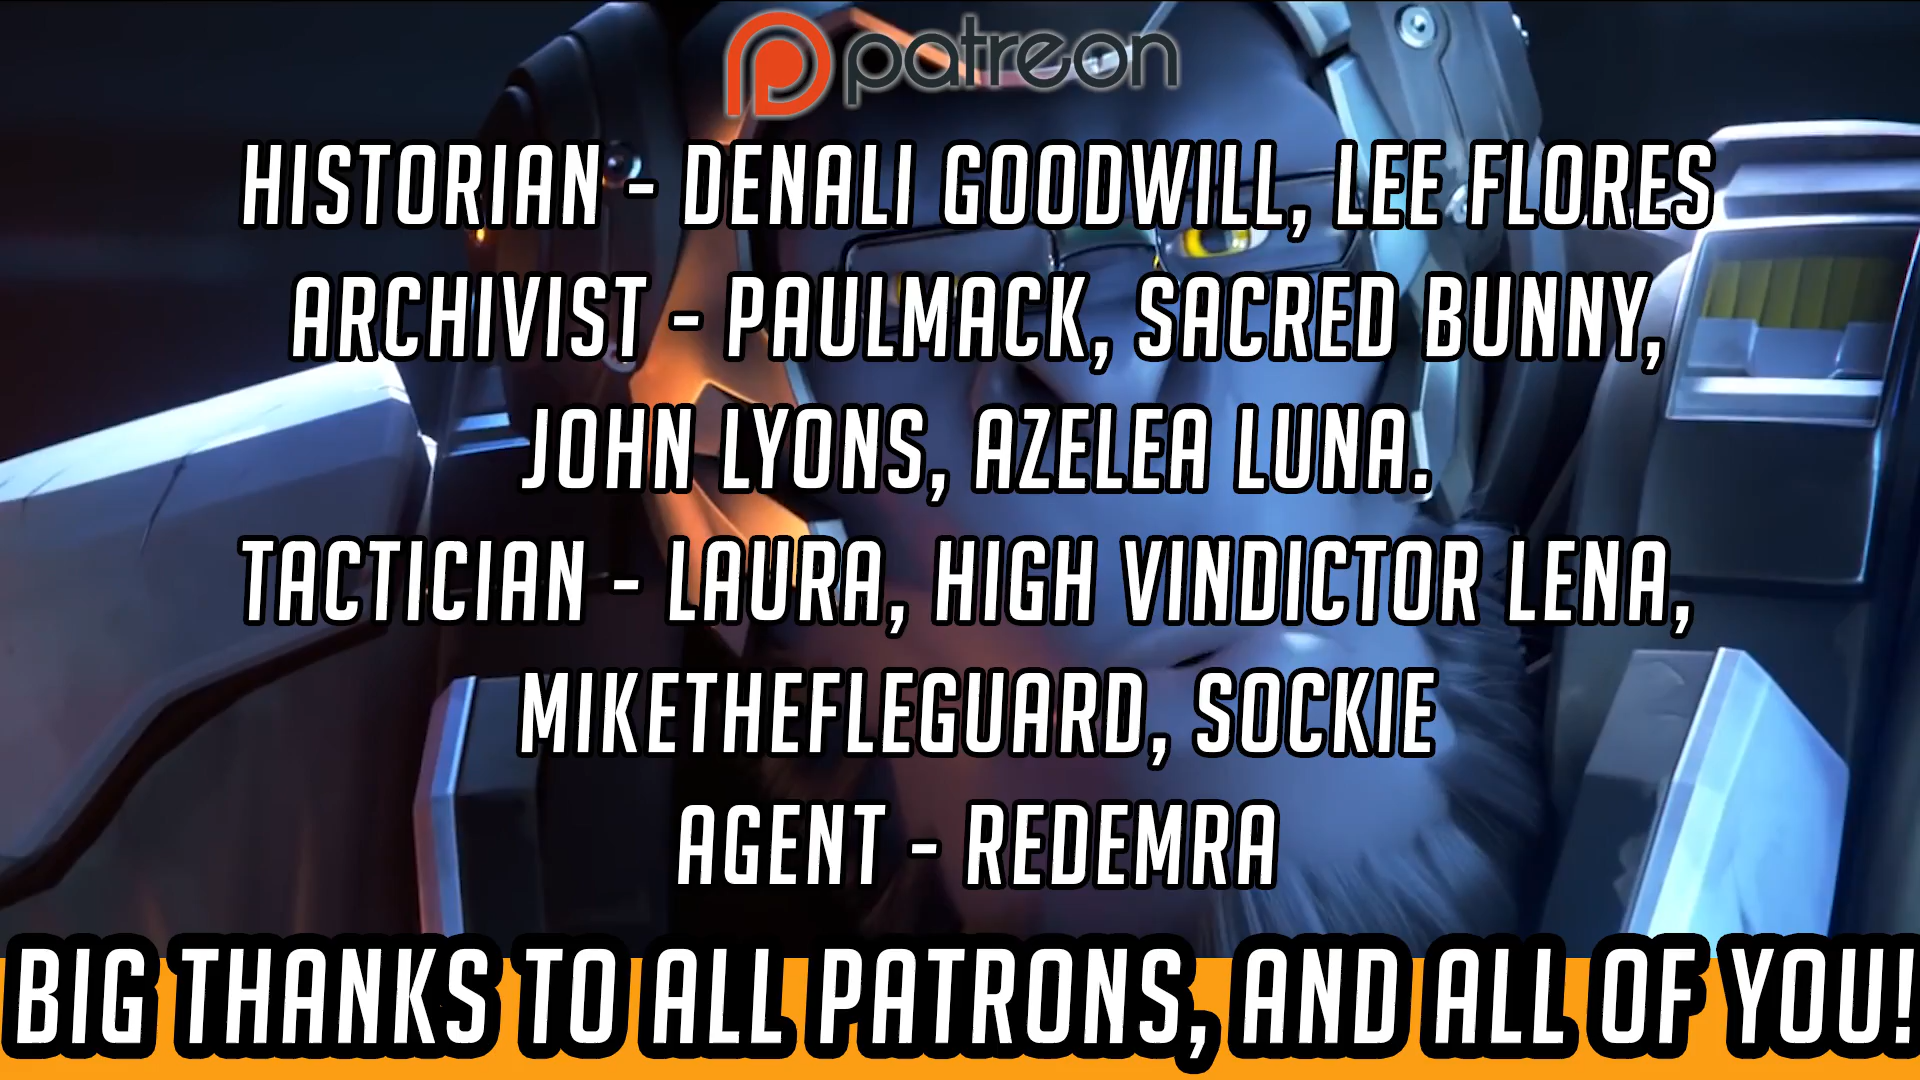 patreon
HISTORIAN - DENALI GOODWILL, LEE FLORES
ARCHIVIST - PAULMACK, SACRED BUNNY,
JOHN LYONS, AZELEA LUNA.
TACTICIAN - LAURA, HIGH VINDICTOR LENA,
MIKETHEFLEGUARD, SOCKIE
AGENT - REDEMRA
BIG THANKS TO ALL PATRONS, AND ALL OF YOU!